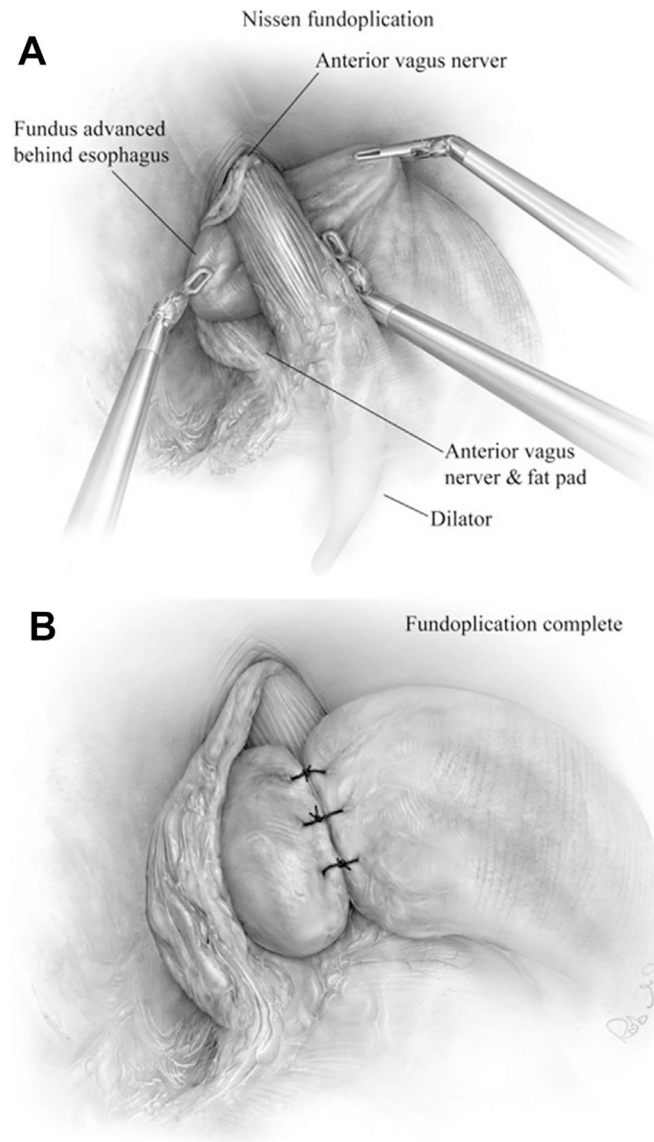 Nissen fundoplication
A
Anterior vagus nerver
Fundus advanced
behind esophagus
Anterior vagus
nerver & fat pad
Dilator
B
Fundoplication complete